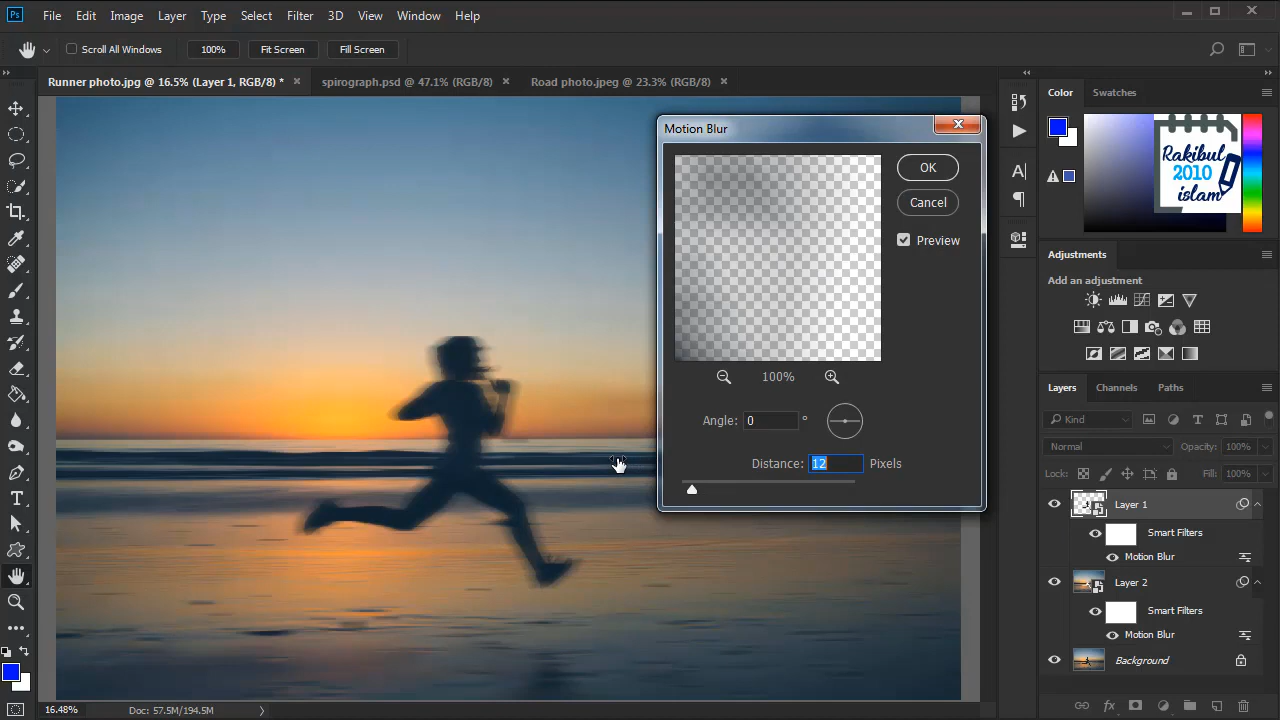 Ps File Edit Image Layer Type Select Filter 3D View Window Help
Scroll All Windows 100% Fit Screen Fill Screen
Runner photo.jpg @ 16.5% (Layer 1, RGB/8) * spirograph.psd @ 47.1% (RGB/8) Road photo.jpeg @ 23.3% (RGB/8)
Motion Blur
OK
Cancel
Preview
100%
Angle: 0 °
Distance: 12 Pixels
Color Swatches
Rakibul
2010
islam
Adjustments
Add an adjustment
Layers Channels Paths
Kind
Normal Opacity: 100%
Lock: Fill: 100%
Layer 1
Smart Filters
Motion Blur
Layer 2
Smart Filters
Motion Blur
Background
16.48% Doc: 57.5M/194.5M